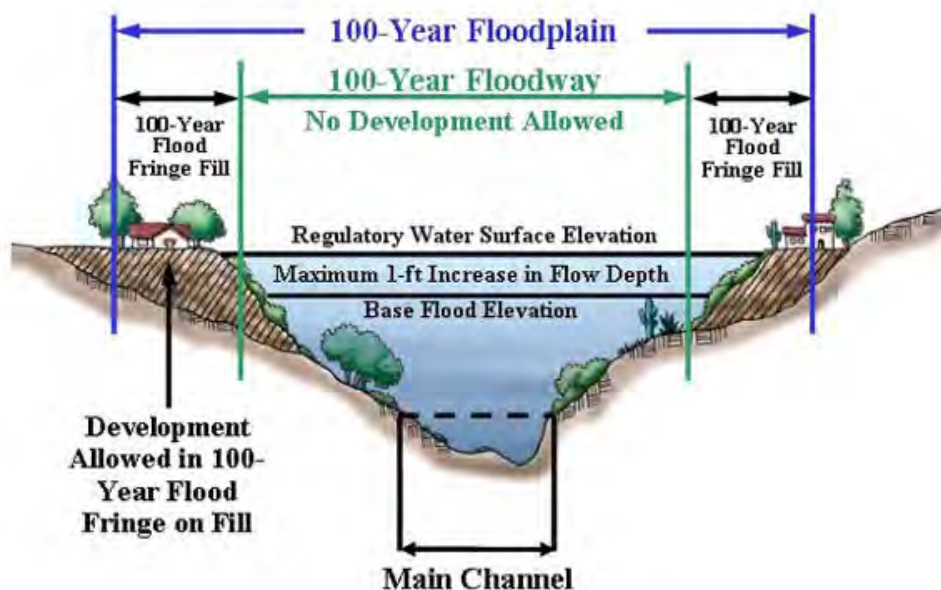 100-Year Floodplain
100-Year Floodway
No Development Allowed
100-Year
Flood
Fringe Fill
100-Year
Flood
Fringe Fill
Regulatory Water Surface Elevation
Maximum 1-ft Increase in Flow Depth
Base Flood Elevation
Development
Allowed in 100-
Year Flood
Fringe on Fill
Main Channel